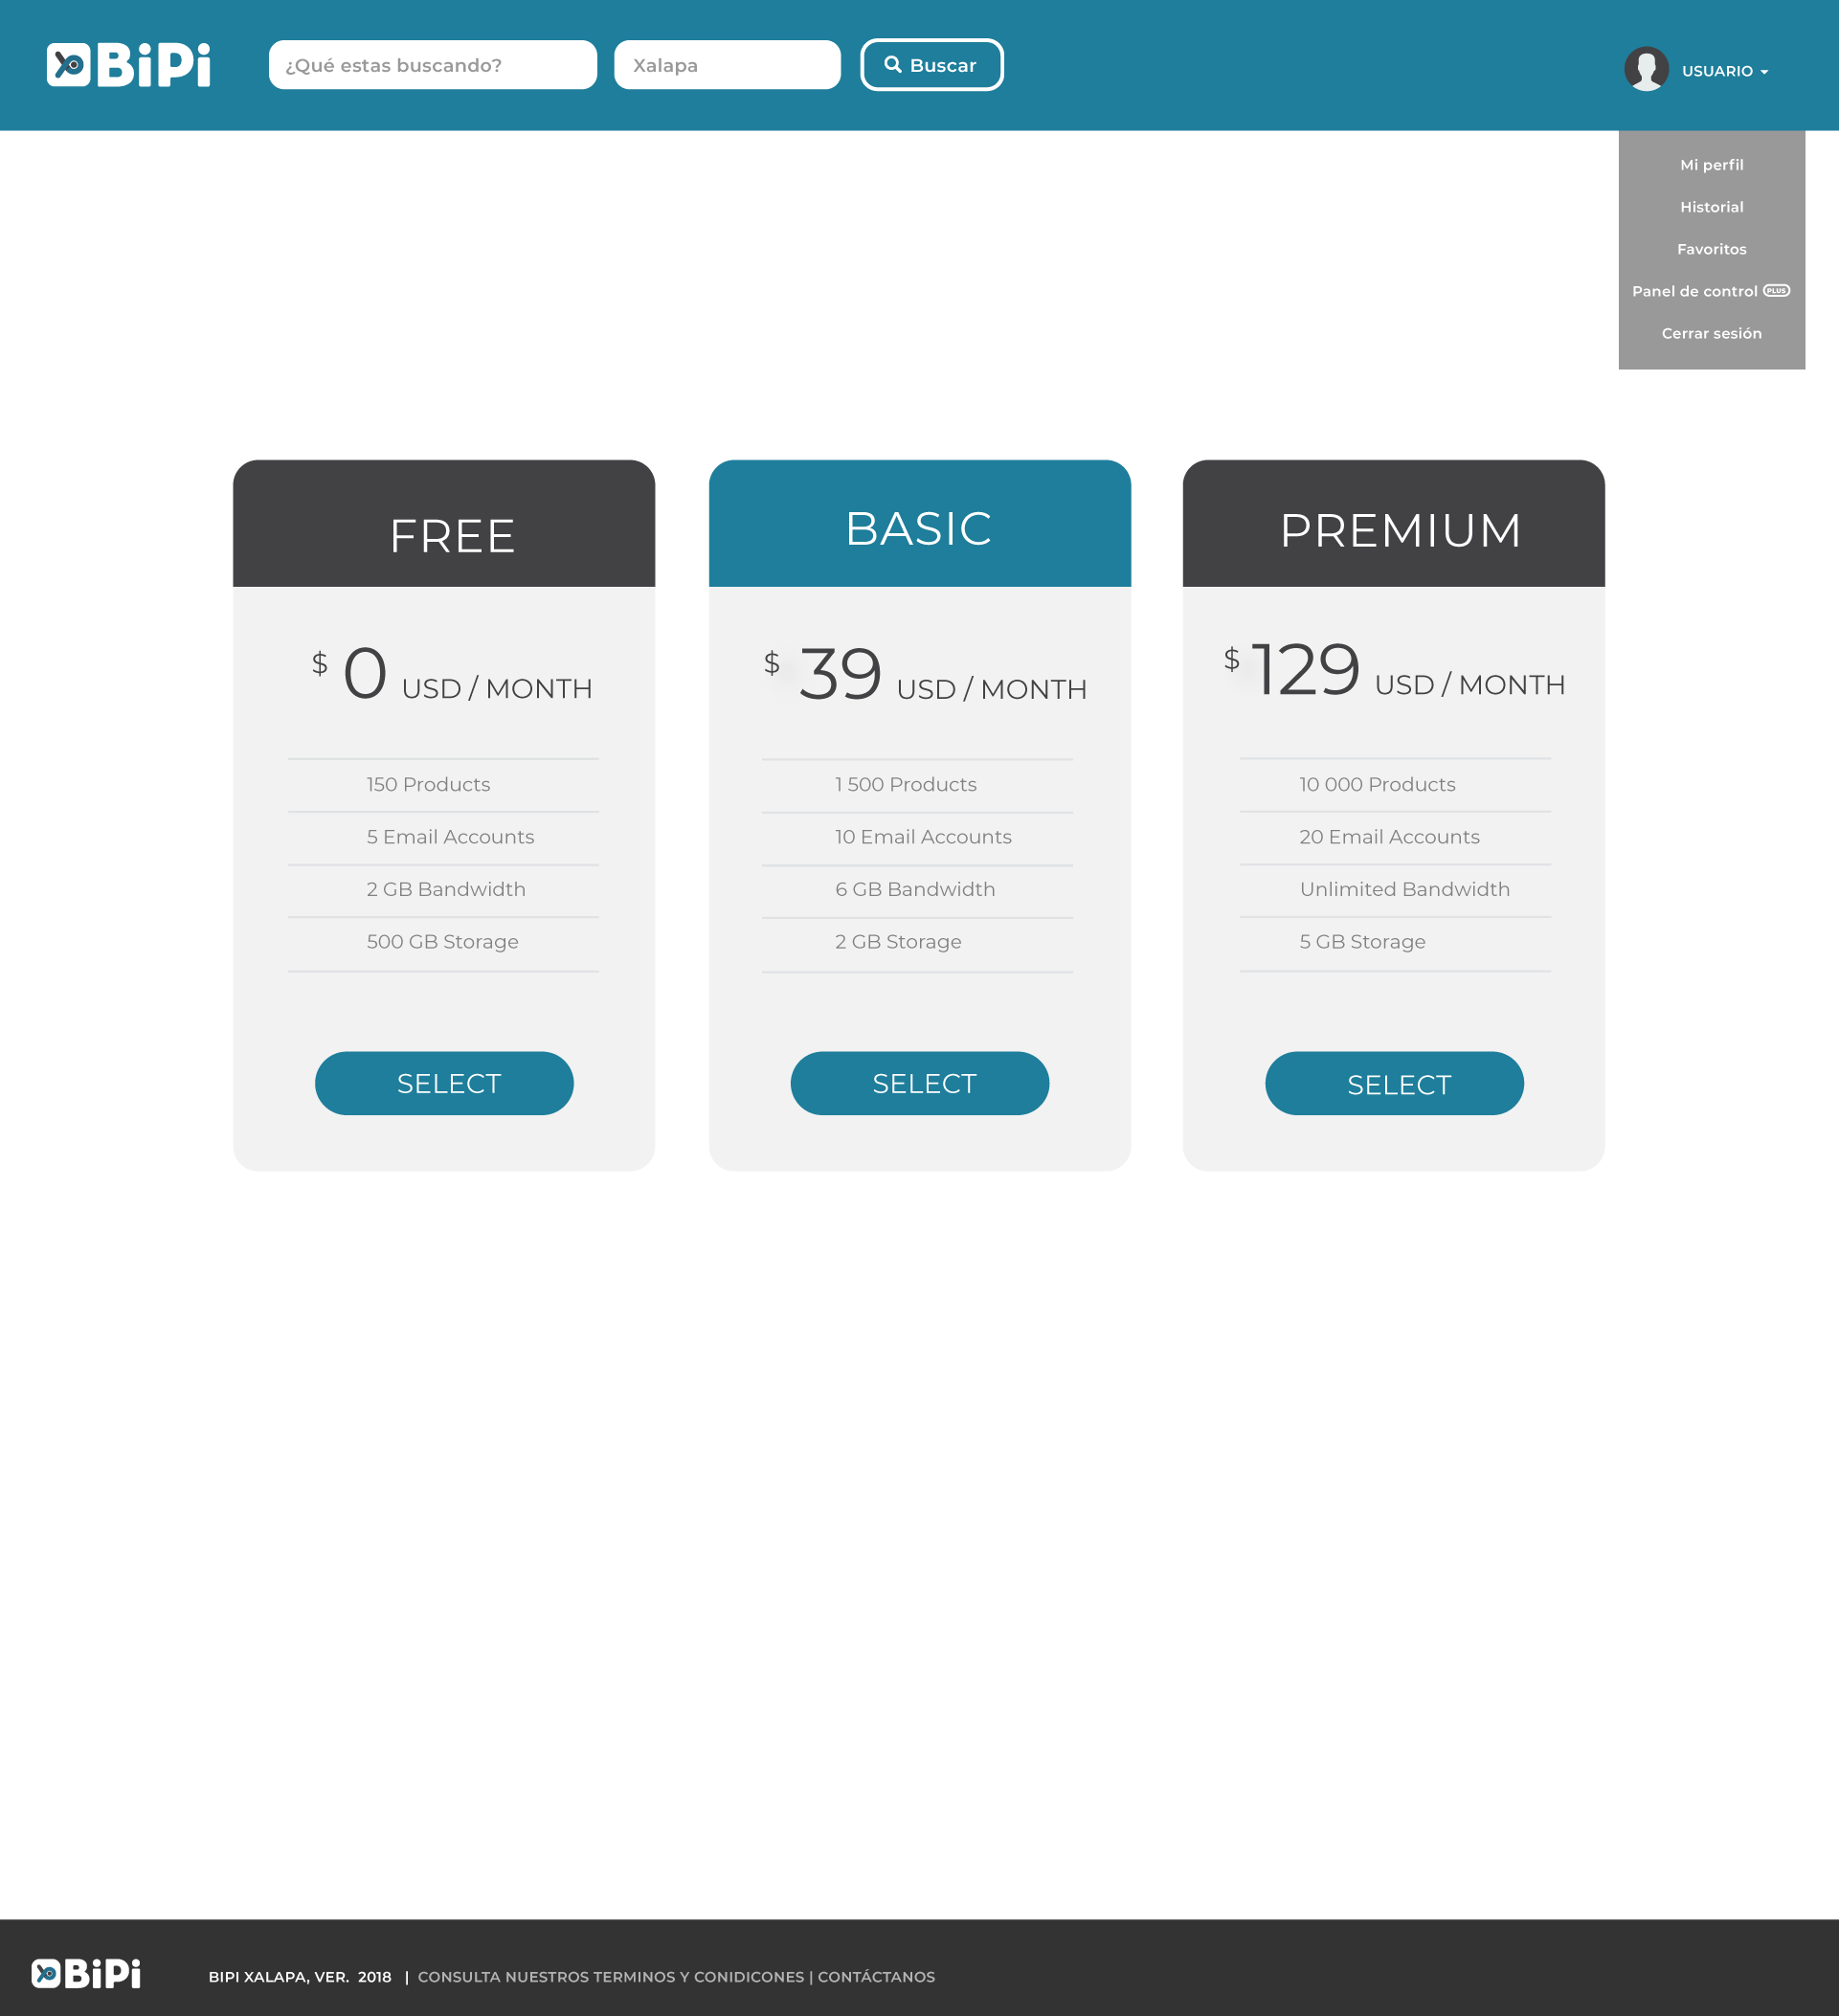 BiPi
¿Qué estas buscando?
Xalapa
Buscar
USUARIO
Mi perfil
Historial
Favoritos
Panel de control PLUS
Cerrar sesión
FREE
$ 0 USD / MONTH
150 Products
5 Email Accounts
2 GB Bandwidth
500 GB Storage
SELECT
BASIC
$ 39 USD / MONTH
1 500 Products
10 Email Accounts
6 GB Bandwidth
2 GB Storage
SELECT
PREMIUM
$ 129 USD / MONTH
10 000 Products
20 Email Accounts
Unlimited Bandwidth
5 GB Storage
SELECT
BiPi
BIPI XALAPA, VER. 2018 | CONSULTA NUESTROS TERMINOS Y CONIDICONES | CONTÁCTANOS